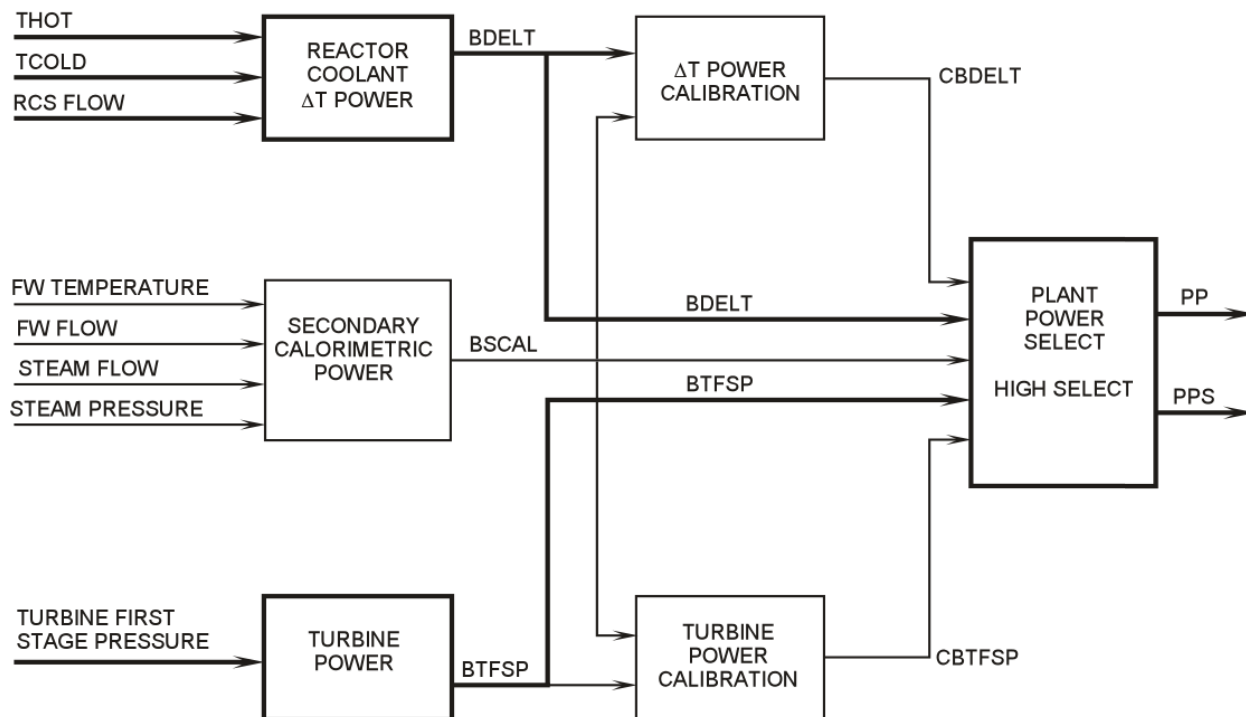 THOT
TCOLD
RCS FLOW
REACTOR
COOLANT
ΔT POWER
BDELT
ΔT POWER
CALIBRATION
CBDELT
FW TEMPERATURE
FW FLOW
STEAM FLOW
STEAM PRESSURE
SECONDARY
CALORIMETRIC
POWER
BSCAL
BDELT
BTFSP
PLANT
POWER
SELECT
HIGH SELECT
PP
PPS
TURBINE FIRST
STAGE PRESSURE
TURBINE
POWER
BTFSP
TURBINE
POWER
CALIBRATION
CBTFSP